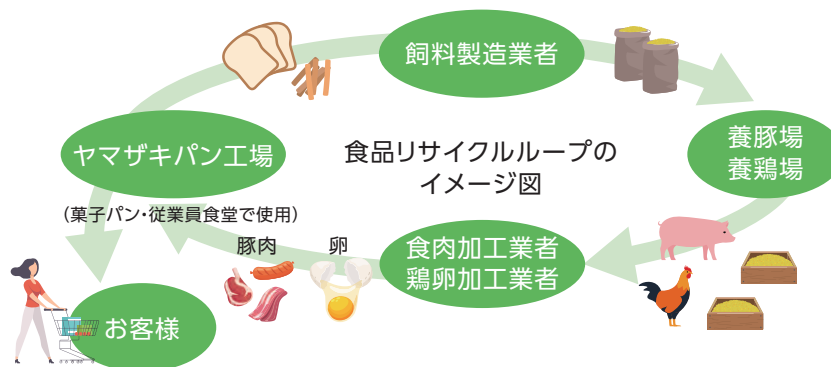 飼料製造業者
ヤマザキパン工場
食品リサイクルループの
イメージ図
養豚場
養鶏場
(菓子パン・従業員食堂で使用)
豚肉
卵
食肉加工業者
鶏卵加工業者
お客様